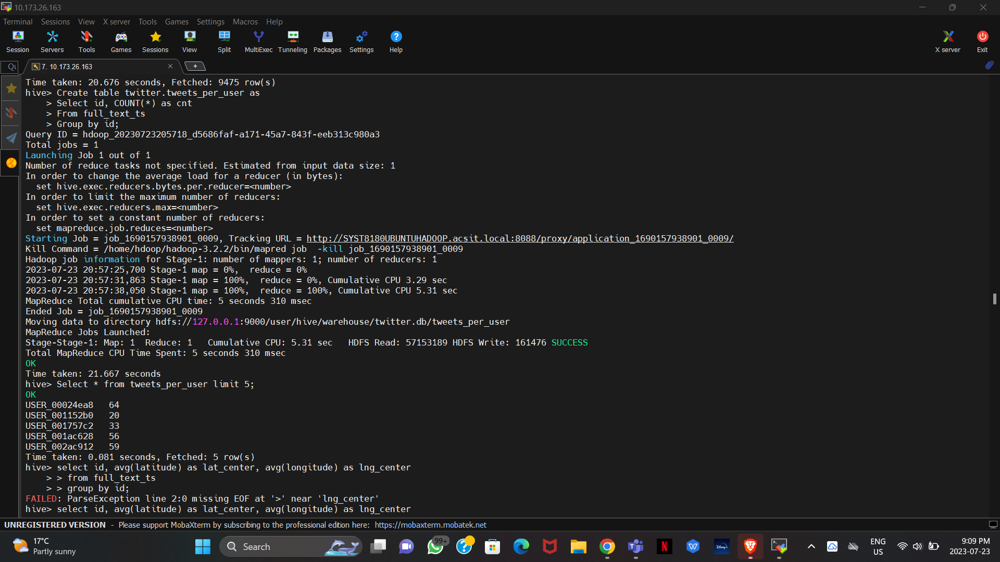 10.173.26.163
Terminal Sessions View X server Tools Games Settings Macros Help
Session Servers Tools Games Sessions View Split MultiExec Tunneling Packages Settings Help X server Exit
7. 10.173.26.163
Time taken: 20.676 seconds, Fetched: 9475 row(s)
hive> Create table twitter.tweets_per_user as
    > Select id, COUNT(*) as cnt
    > From full_text_ts
    > Group by id;
Query ID = hdoop_20230723205718_d5686faf-a171-45a7-843f-eeb313c980a3
Total jobs = 1
Launching Job 1 out of 1
Number of reduce tasks not specified. Estimated from input data size: 1
In order to change the average load for a reducer (in bytes):
  set hive.exec.reducers.bytes.per.reducer=<number>
In order to limit the maximum number of reducers:
  set hive.exec.reducers.max=<number>
In order to set a constant number of reducers:
  set mapreduce.job.reduces=<number>
Starting Job = job_1690157938901_0009, Tracking URL = http://SYST8180UBUNTUHADOOP.acsit.local:8088/proxy/application_1690157938901_0009/
Kill Command = /home/hdoop/hadoop-3.2.2/bin/mapred job  -kill job_1690157938901_0009
Hadoop job information for Stage-1: number of mappers: 1; number of reducers: 1
2023-07-23 20:57:25,700 Stage-1 map = 0%,  reduce = 0%
2023-07-23 20:57:31,863 Stage-1 map = 100%,  reduce = 0%, Cumulative CPU 3.29 sec
2023-07-23 20:57:38,050 Stage-1 map = 100%,  reduce = 100%, Cumulative CPU 5.31 sec
MapReduce Total cumulative CPU time: 5 seconds 310 msec
Ended Job = job_1690157938901_0009
Moving data to directory hdfs://127.0.0.1:9000/user/hive/warehouse/twitter.db/tweets_per_user
MapReduce Jobs Launched:
Stage-Stage-1: Map: 1  Reduce: 1   Cumulative CPU: 5.31 sec   HDFS Read: 57153189 HDFS Write: 161476 SUCCESS
Total MapReduce CPU Time Spent: 5 seconds 310 msec
OK
Time taken: 21.667 seconds
hive> Select * from tweets_per_user limit 5;
OK
USER_00024ea8   64
USER_001152b0   20
USER_001757c2   33
USER_001ac628   56
USER_002ac912   59
Time taken: 0.081 seconds, Fetched: 5 row(s)
hive> select id, avg(latitude) as lat_center, avg(longitude) as lng_center
    > > from full_text_ts
    > > group by id;
FAILED: ParseException line 2:0 missing EOF at '>' near 'lng_center'
hive> select id, avg(latitude) as lat_center, avg(longitude) as lng_center
UNREGISTERED VERSION - Please support MobaXterm by subscribing to the professional edition here: https://mobaxterm.mobatek.net
17°C
Partly sunny
Search
99+
Disney+
ENG
US
9:09 PM
2023-07-23